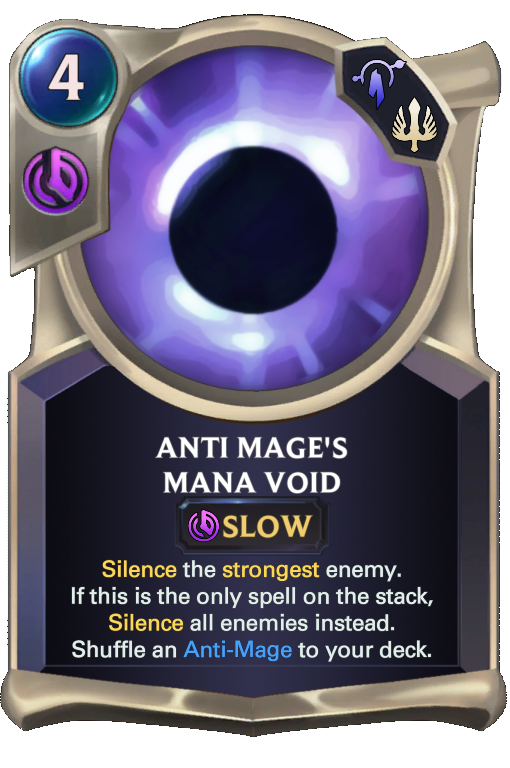 4
ANTI MAGE'S
MANA VOID
SLOW
Silence the strongest enemy.
If this is the only spell on the stack,
Silence all enemies instead.
Shuffle an Anti-Mage to your deck.